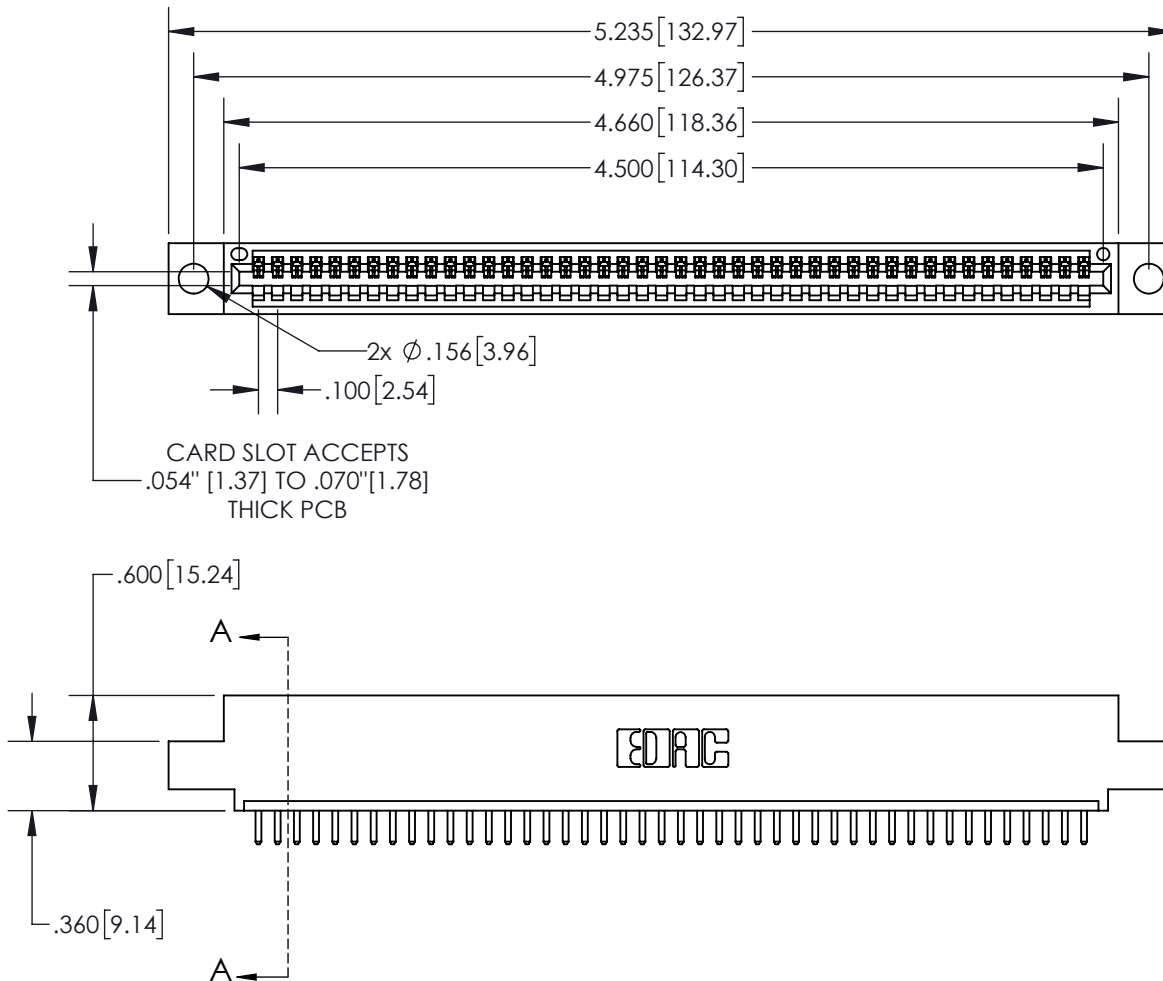 5.235[132.97]
4.975[126.37]
4.660[118.36]
4.500[114.30]
2x Ø.156[3.96]
.100[2.54]
CARD SLOT ACCEPTS
.054" [1.37] TO .070"[1.78]
THICK PCB
.600[15.24]
A
EDAC
.360[9.14]
A